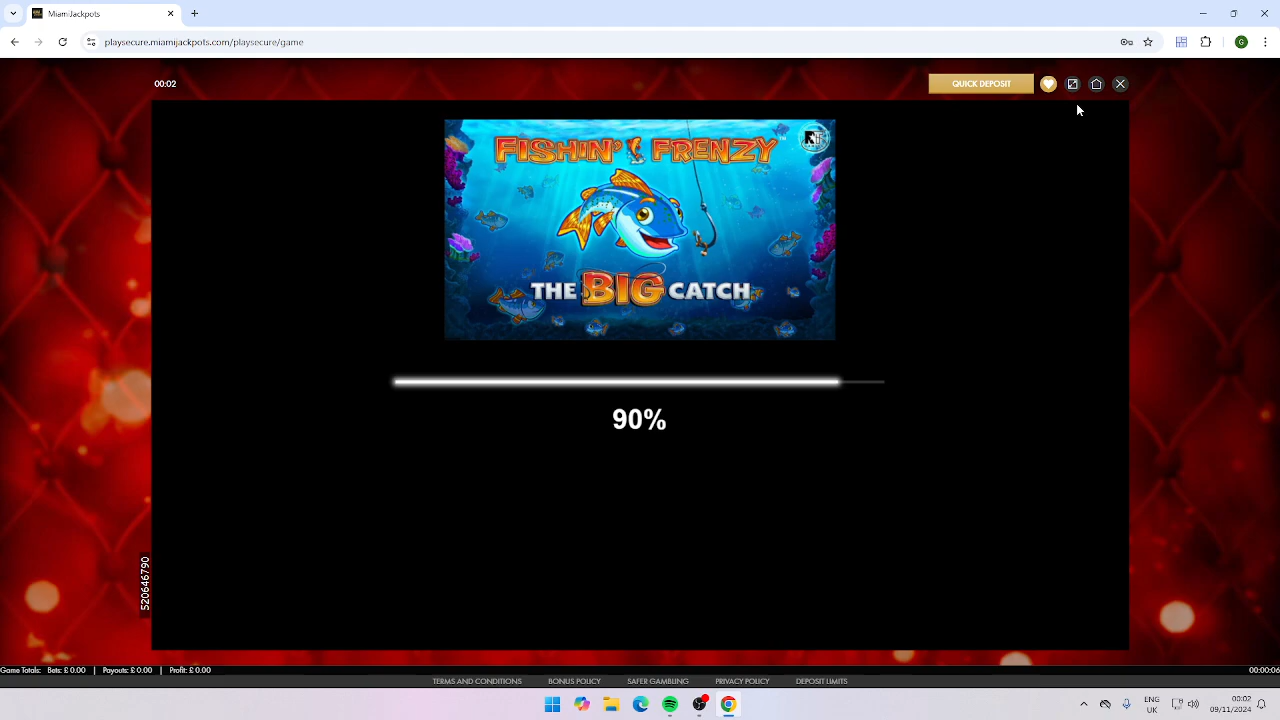 MiamiJackpots
playsecure.miamijackpots.com/playsecure/game
00:02
QUICK DEPOSIT
FISHIN' FRENZY
THE BIG CATCH
90%
520646790
Game Totals: Bets: £ 0.00 | Payouts: £ 0.00 | Profit: £ 0.00
00:00:06
TERMS AND CONDITIONS BONUS POLICY SAFER GAMBLING PRIVACY POLICY DEPOSIT LIMITS
ENG
UK
00:02
09/11/2024